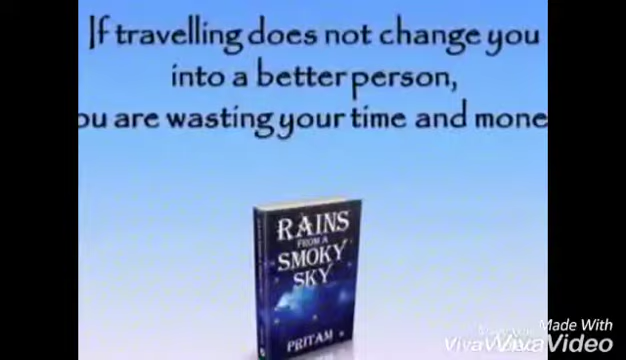 If travelling does not change you
into a better person,
ou are wasting your time and mone
RAINS
FROM A
SMOKY
SKY
PRITAM
Made With
VivaVideo